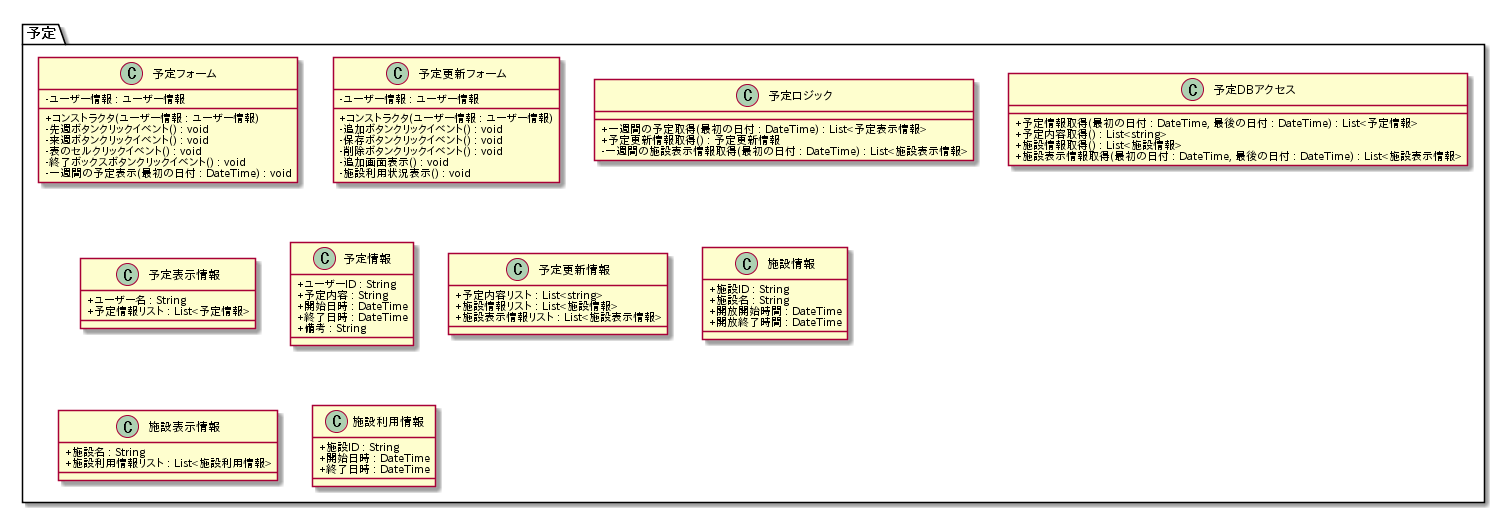 予定
C 予定フォーム
-ユーザー情報 : ユーザー情報
+コンストラクタ(ユーザー情報 : ユーザー情報)
-先週ボタンクリックイベント() : void
-来週ボタンクリックイベント() : void
-表のセルクリックイベント() : void
-終了ボックスボタンクリックイベント() : void
-一週間の予定表示(最初の日付 : DateTime) : void
C 予定更新フォーム
-ユーザー情報 : ユーザー情報
+コンストラクタ(ユーザー情報 : ユーザー情報)
-追加ボタンクリックイベント() : void
-保存ボタンクリックイベント() : void
-削除ボタンクリックイベント() : void
-追加画面表示() : void
-施設利用状況表示() : void
C 予定ロジック
+一週間の予定取得(最初の日付 : DateTime) : List<予定表示情報>
+予定更新情報取得() : 予定更新情報
-一週間の施設表示情報取得(最初の日付 : DateTime) : List<施設表示情報>
C 予定DBアクセス
+予定情報取得(最初の日付 : DateTime, 最後の日付 : DateTime) : List<予定情報>
+予定内容取得() : List<string>
+施設情報取得() : List<施設情報>
+施設表示情報取得(最初の日付 : DateTime, 最後の日付 : DateTime) : List<施設表示情報>
C 予定表示情報
+ユーザー名 : String
+予定情報リスト : List<予定情報>
C 予定情報
+ユーザーID : String
+予定内容 : String
+開始日時 : DateTime
+終了日時 : DateTime
+備考 : String
C 予定更新情報
+予定内容リスト : List<string>
+施設情報リスト : List<施設情報>
+施設表示情報リスト : List<施設表示情報>
C 施設情報
+施設ID : String
+施設名 : String
+開放開始時間 : DateTime
+開放終了時間 : DateTime
C 施設表示情報
+施設名 : String
+施設利用情報リスト : List<施設利用情報>
C 施設利用情報
+施設ID : String
+開始日時 : DateTime
+終了日時 : DateTime